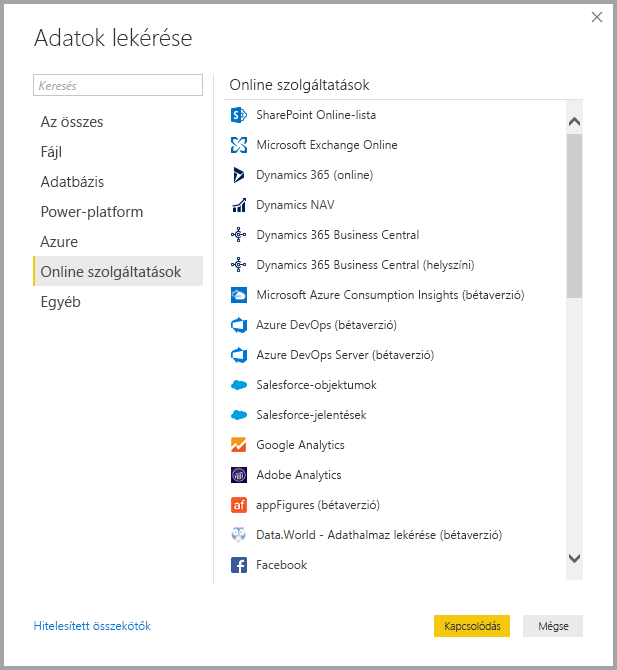 Adatok lekérése
Keresés
Az összes
Fájl
Adatbázis
Power-platform
Azure
Online szolgáltatások
Egyéb
Online szolgáltatások
SharePoint Online-lista
Microsoft Exchange Online
Dynamics 365 (online)
Dynamics NAV
Dynamics 365 Business Central
Dynamics 365 Business Central (helyszíni)
Microsoft Azure Consumption Insights (bétaverzió)
Azure DevOps (bétaverzió)
Azure DevOps Server (bétaverzió)
Salesforce-objektumok
Salesforce-jelentések
Google Analytics
Adobe Analytics
af appFigures (bétaverzió)
Data.World - Adathalmaz lekérése (bétaverzió)
Facebook
Hitelesített összekötők
Kapcsolódás
Mégse